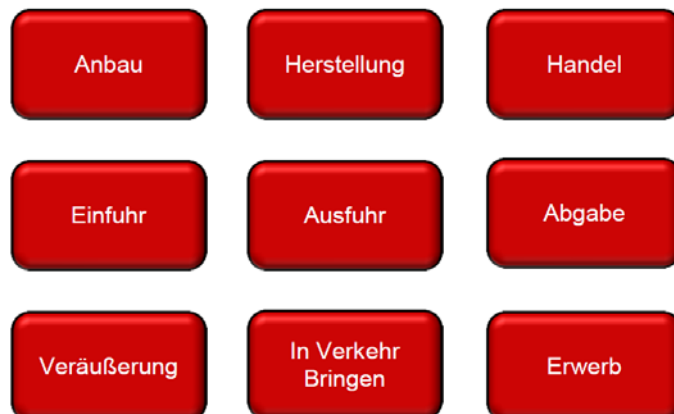 Anbau
Herstellung
Handel
Einfuhr
Ausfuhr
Abgabe
Veräußerung
In Verkehr
Bringen
Erwerb